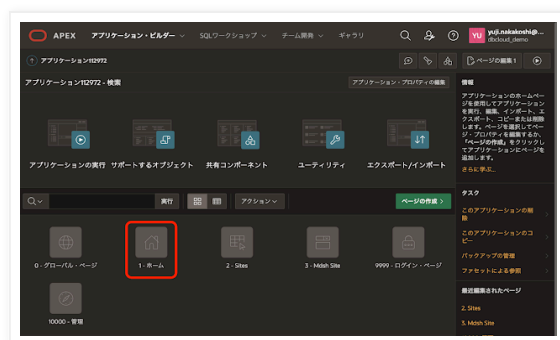 APEX アプリケーション・ビルダー SQLワークショップ チーム開発 ギャラリ YU yuji.nakakoshi@...
dbcloud_demo
アプリケーション112972 ページの編集1
アプリケーション112972 - 検索 アプリケーション・プロパティの編集
アプリケーションの実行 サポートするオブジェクト 共有コンポーネント ユーティリティ エクスポート/インポート
実行 アクション ページの作成 >
0 - グローバル・ページ 1 - ホーム 2 - Sites 3 - Mdsh Site 9999 - ログイン・ページ
10000 - 管理
情報
アプリケーションのホームペー
ジを使用してアプリケーション
を実行、編集、インポート、エ
クスポート、コピーまたは削除
します。ページを選択してペー
ジ・プロパティを編集するか、
「ページの作成」をクリックし
てアプリケーションにページを
追加します。
さらに学ぶ...
タスク
このアプリケーションの削
除
このアプリケーションのコ
ピー
バックアップの管理
ファセットによる参照
最近編集されたページ
2. Sites
3. Mdsh Site